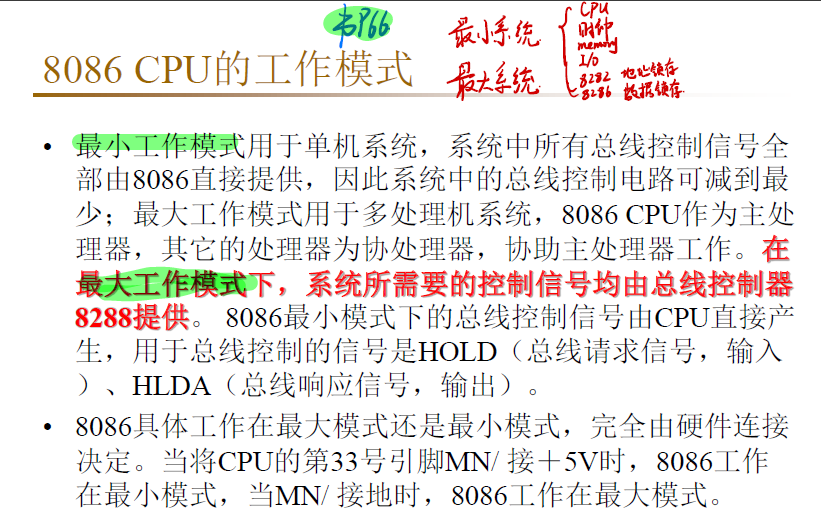 书P66
8086 CPU的工作模式
最小系统
最大系统
CPU
时钟
memory
I/O
8282 地址锁存
8286 数据锁存
• 最小工作模式用于单机系统，系统中所有总线控制信号全
部由8086直接提供，因此系统中的总线控制电路可减到最
少；最大工作模式用于多处理机系统，8086 CPU作为主处
理器，其它的处理器为协处理器，协助主处理器工作。在
最大工作模式下，系统所需要的控制信号均由总线控制器
8288提供。 8086最小模式下的总线控制信号由CPU直接产
生，用于总线控制的信号是HOLD（总线请求信号，输入
）、HLDA（总线响应信号，输出）。
• 8086具体工作在最大模式还是最小模式，完全由硬件连接
决定。当将CPU的第33号引脚MN/ 接＋5V时，8086工作
在最小模式，当MN/ 接地时，8086工作在最大模式。